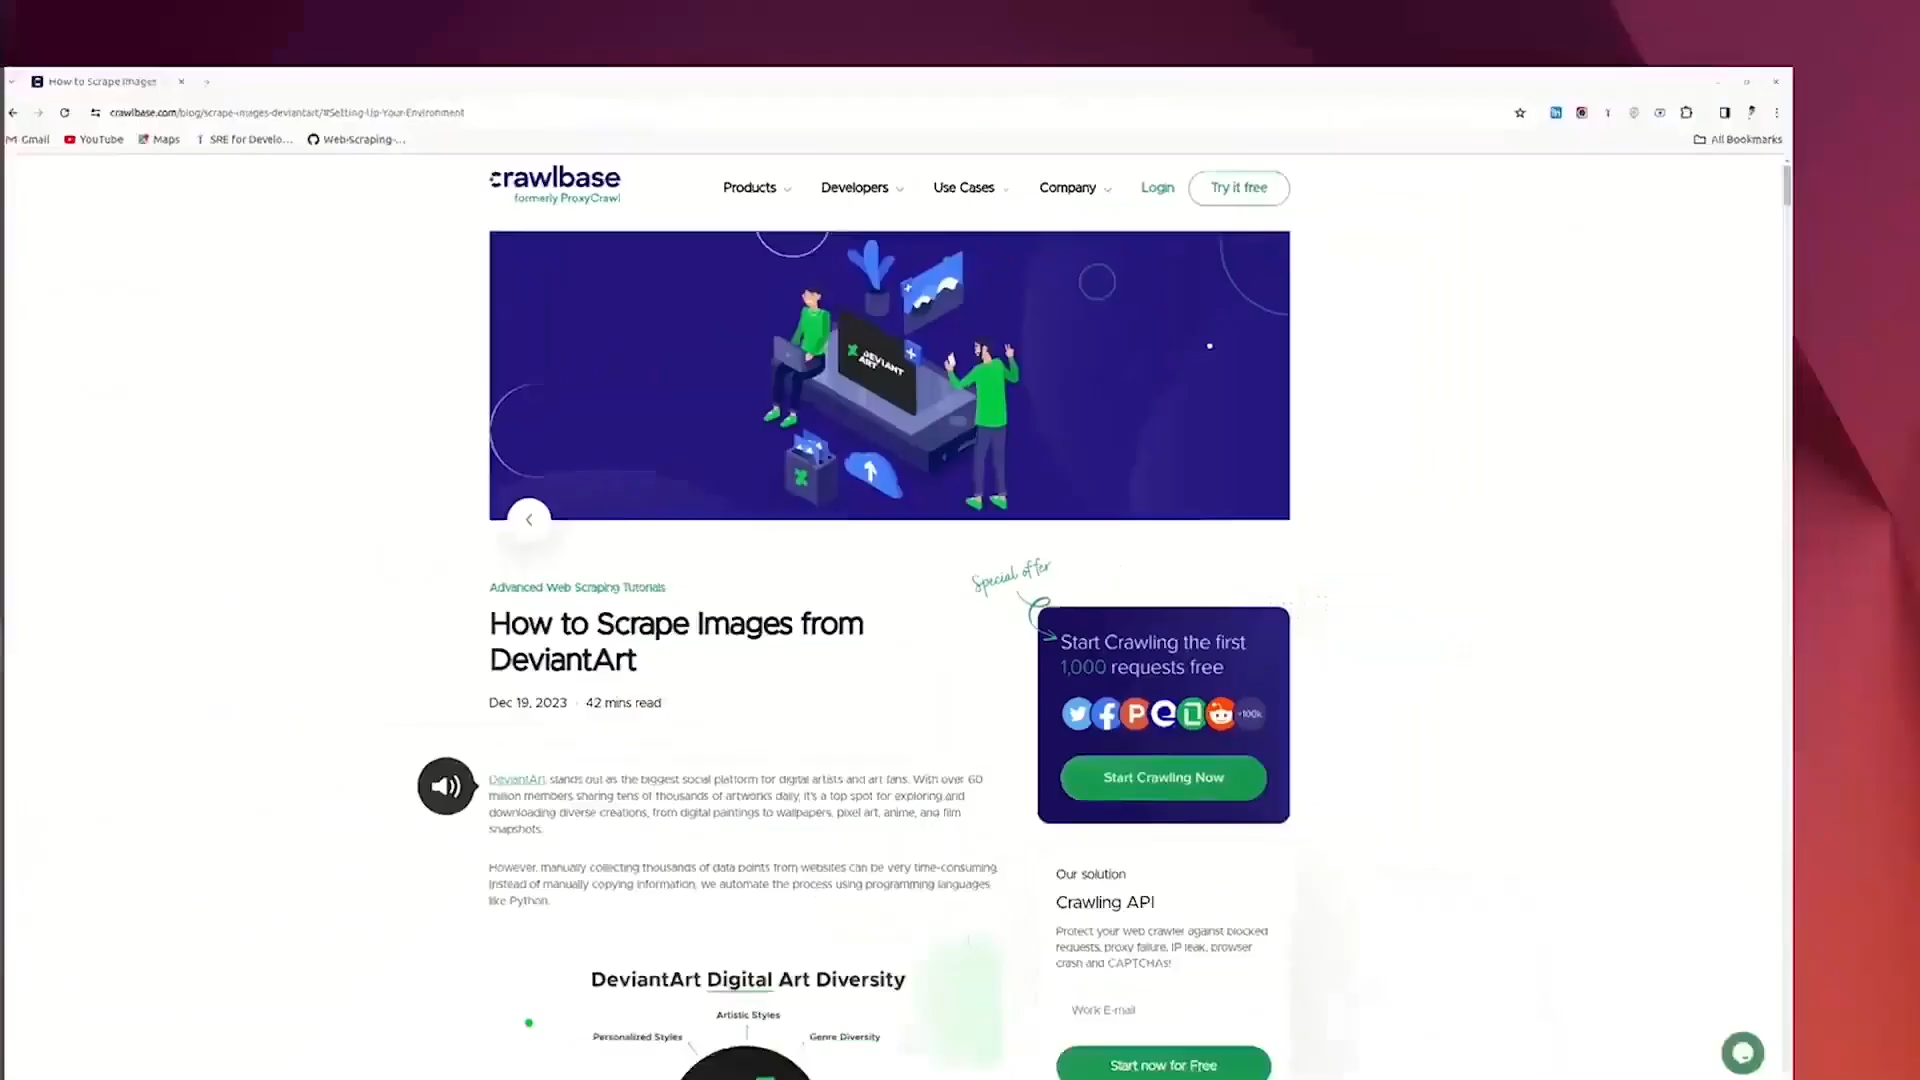 How to Scrape Images
crawlbase.com/blog/scrape-images-deviantart/#Setting-Up-Your-Environment
Gmail YouTube Maps SRE for Develo... Web-Scraping-... All Bookmarks
crawlbase
formerly ProxyCrawl
Products Developers Use Cases Company Login Try it free
DEVIANT
ART
Advanced Web Scraping Tutorials
How to Scrape Images from
DeviantArt
Dec 19, 2023 · 42 mins read
DeviantArt stands out as the biggest social platform for digital artists and art fans. With over 60
million members sharing tens of thousands of artworks daily, it's a top spot for exploring and
downloading diverse creations, from digital paintings to wallpapers, pixel art, anime, and film
snapshots.
However, manually collecting thousands of data points from websites can be very time-consuming.
Instead of manually copying information, we automate the process using programming languages
like Python.
DeviantArt Digital Art Diversity
Artistic Styles
Personalized Styles
Genre Diversity
Special offer
Start Crawling the first
1,000 requests free
+100k
Start Crawling Now
Our solution
Crawling API
Protect your web crawler against blocked
requests, proxy failure, IP leak, browser
crash and CAPTCHAs!
Work E-mail
Start now for Free